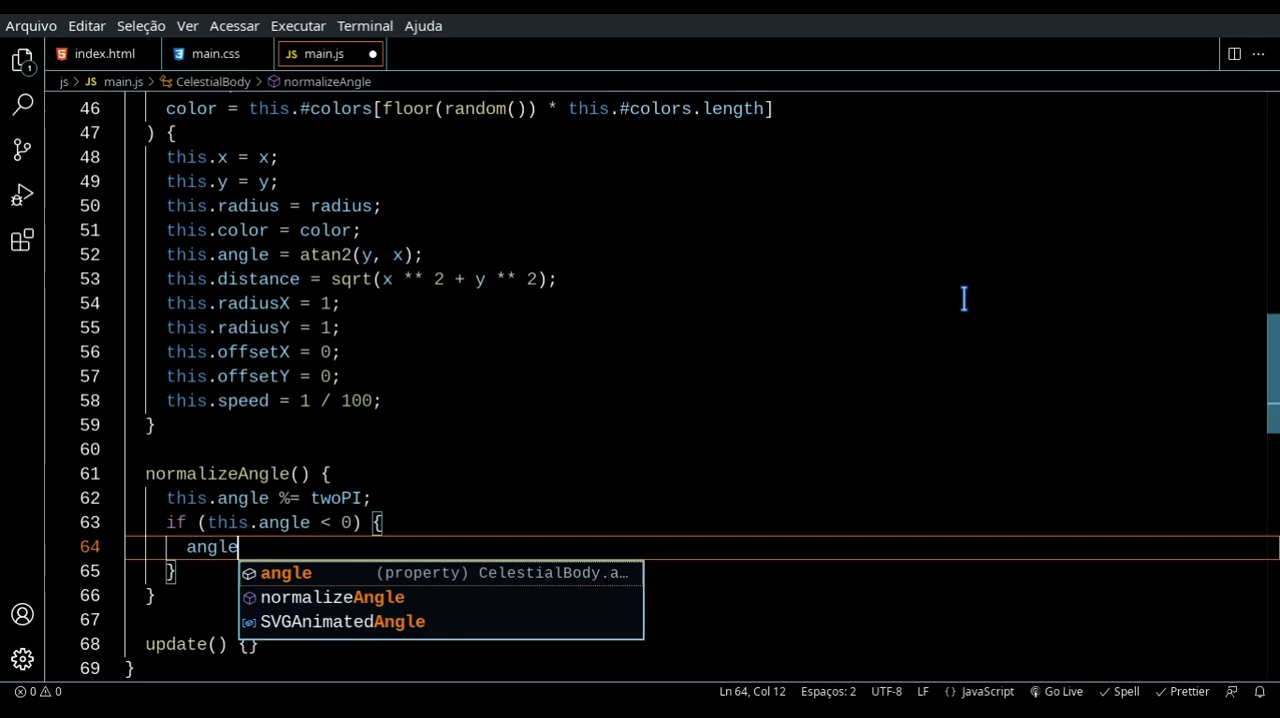 Arquivo Editar Seleção Ver Acessar Executar Terminal Ajuda
1
index.html main.css JS main.js
js > JS main.js > CelestialBody > normalizeAngle
46 color = this.#colors[floor(random()) * this.#colors.length]
47 ) {
48 this.x = x;
49 this.y = y;
50 this.radius = radius;
51 this.color = color;
52 this.angle = atan2(y, x);
53 this.distance = sqrt(x ** 2 + y ** 2);
54 this.radiusX = 1;
55 this.radiusY = 1;
56 this.offsetX = 0;
57 this.offsetY = 0;
58 this.speed = 1 / 100;
59 }
60
61 normalizeAngle() {
62 this.angle %= twoPI;
63 if (this.angle < 0) {
64 angle
65 }
angle (property) CelestialBody.a…
66 }
normalizeAngle
67
SVGAnimatedAngle
68 update() {}
69 }
0 0 Ln 64, Col 12 Espaços: 2 UTF-8 LF {} JavaScript Go Live Spell Prettier